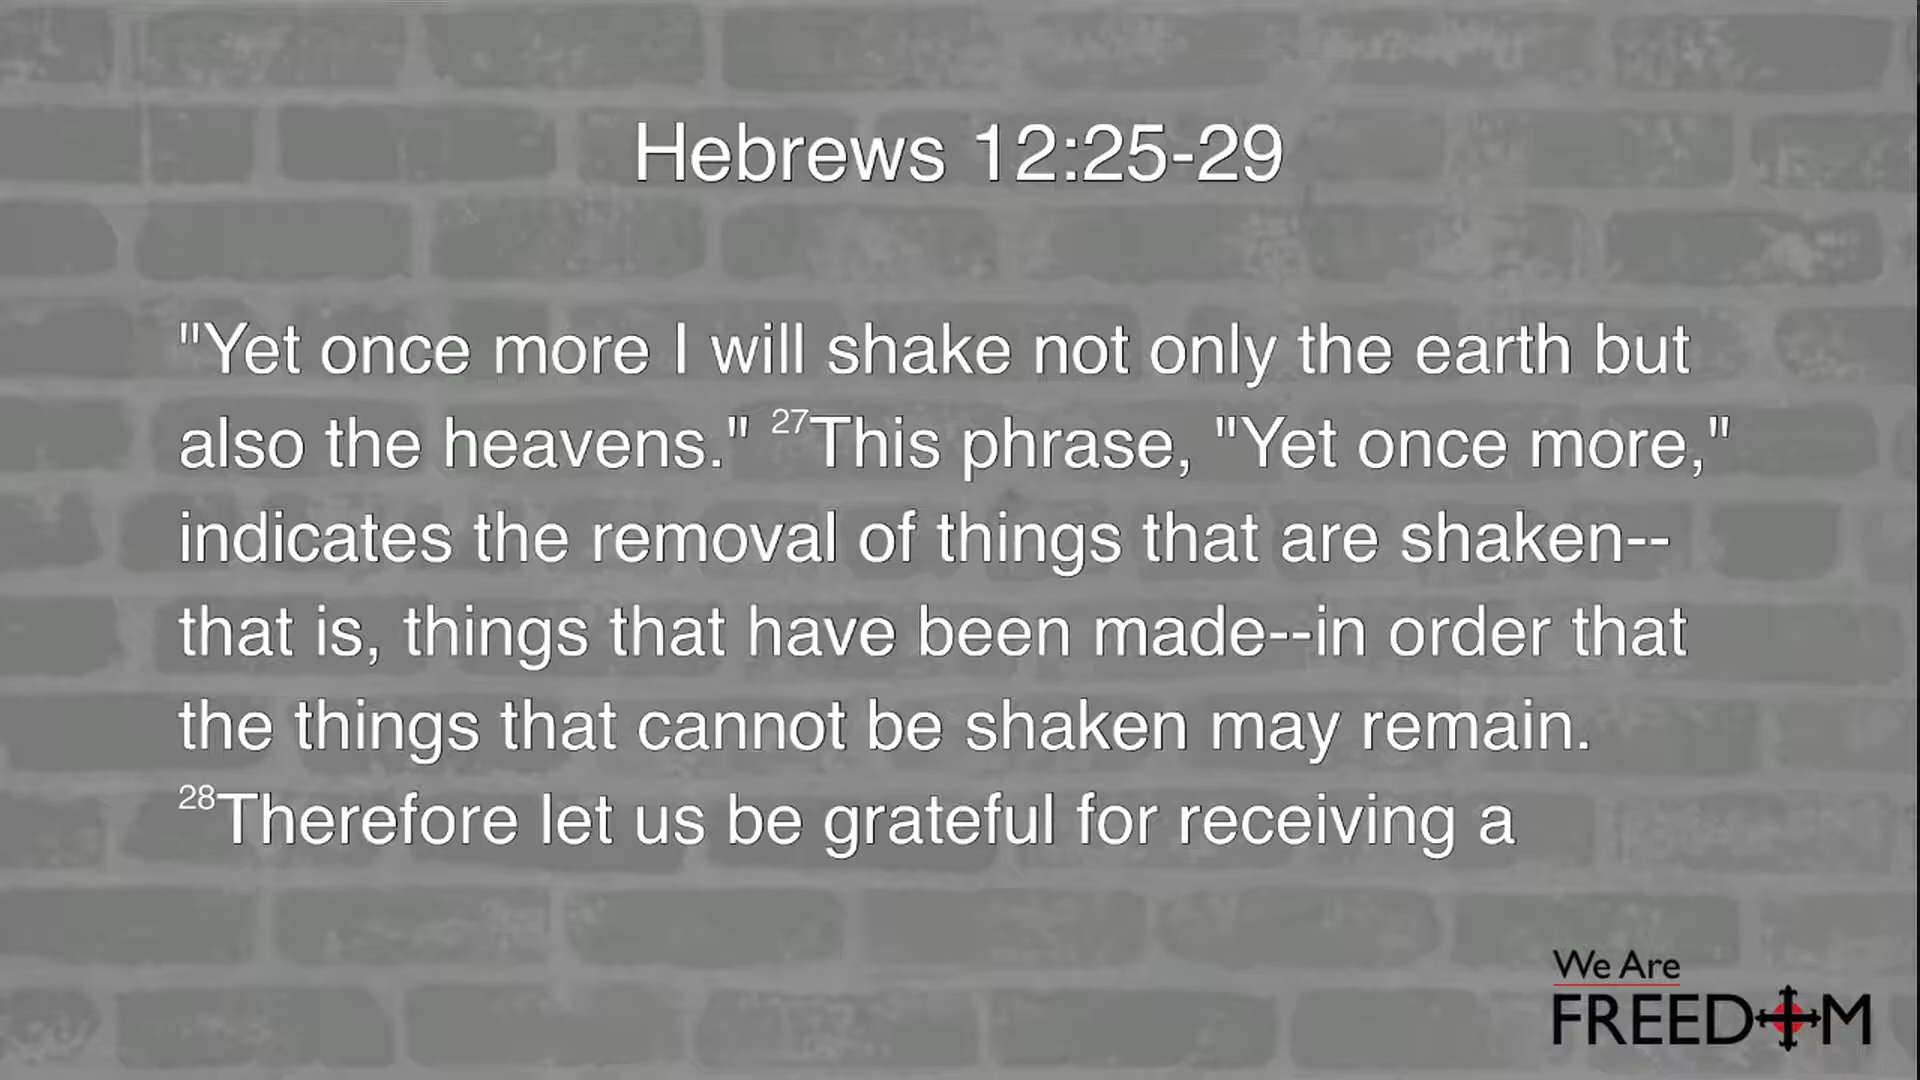 Hebrews 12:25-29
"Yet once more I will shake not only the earth but
also the heavens." 27This phrase, "Yet once more,"
indicates the removal of things that are shaken--
that is, things that have been made--in order that
the things that cannot be shaken may remain.
28Therefore let us be grateful for receiving a
We Are
FREEDOM